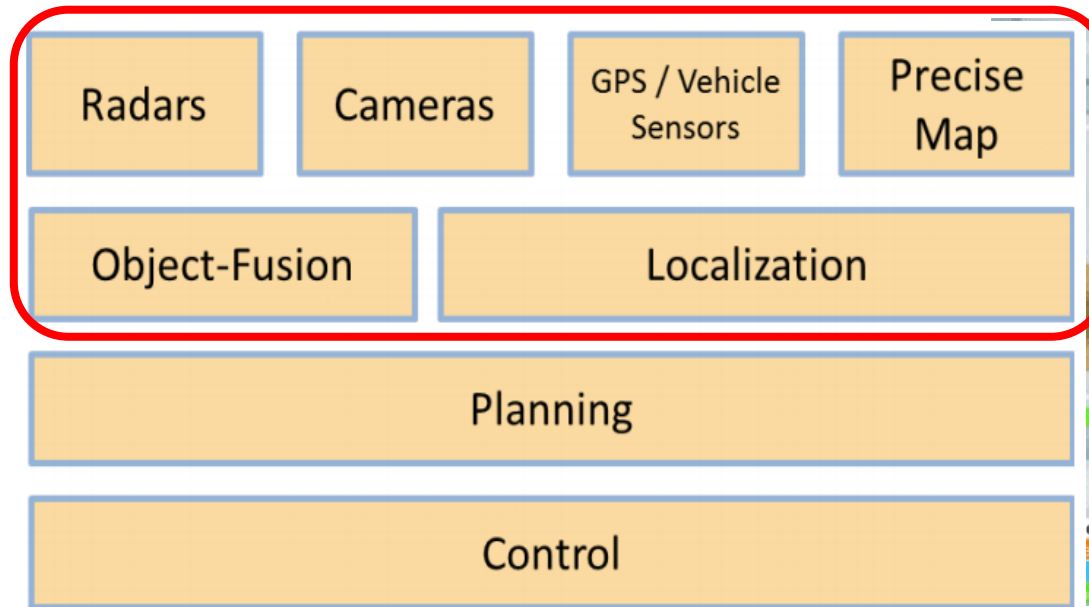 Radars
Cameras
GPS / Vehicle
Sensors
Precise
Map
Object-Fusion
Localization
Planning
Control